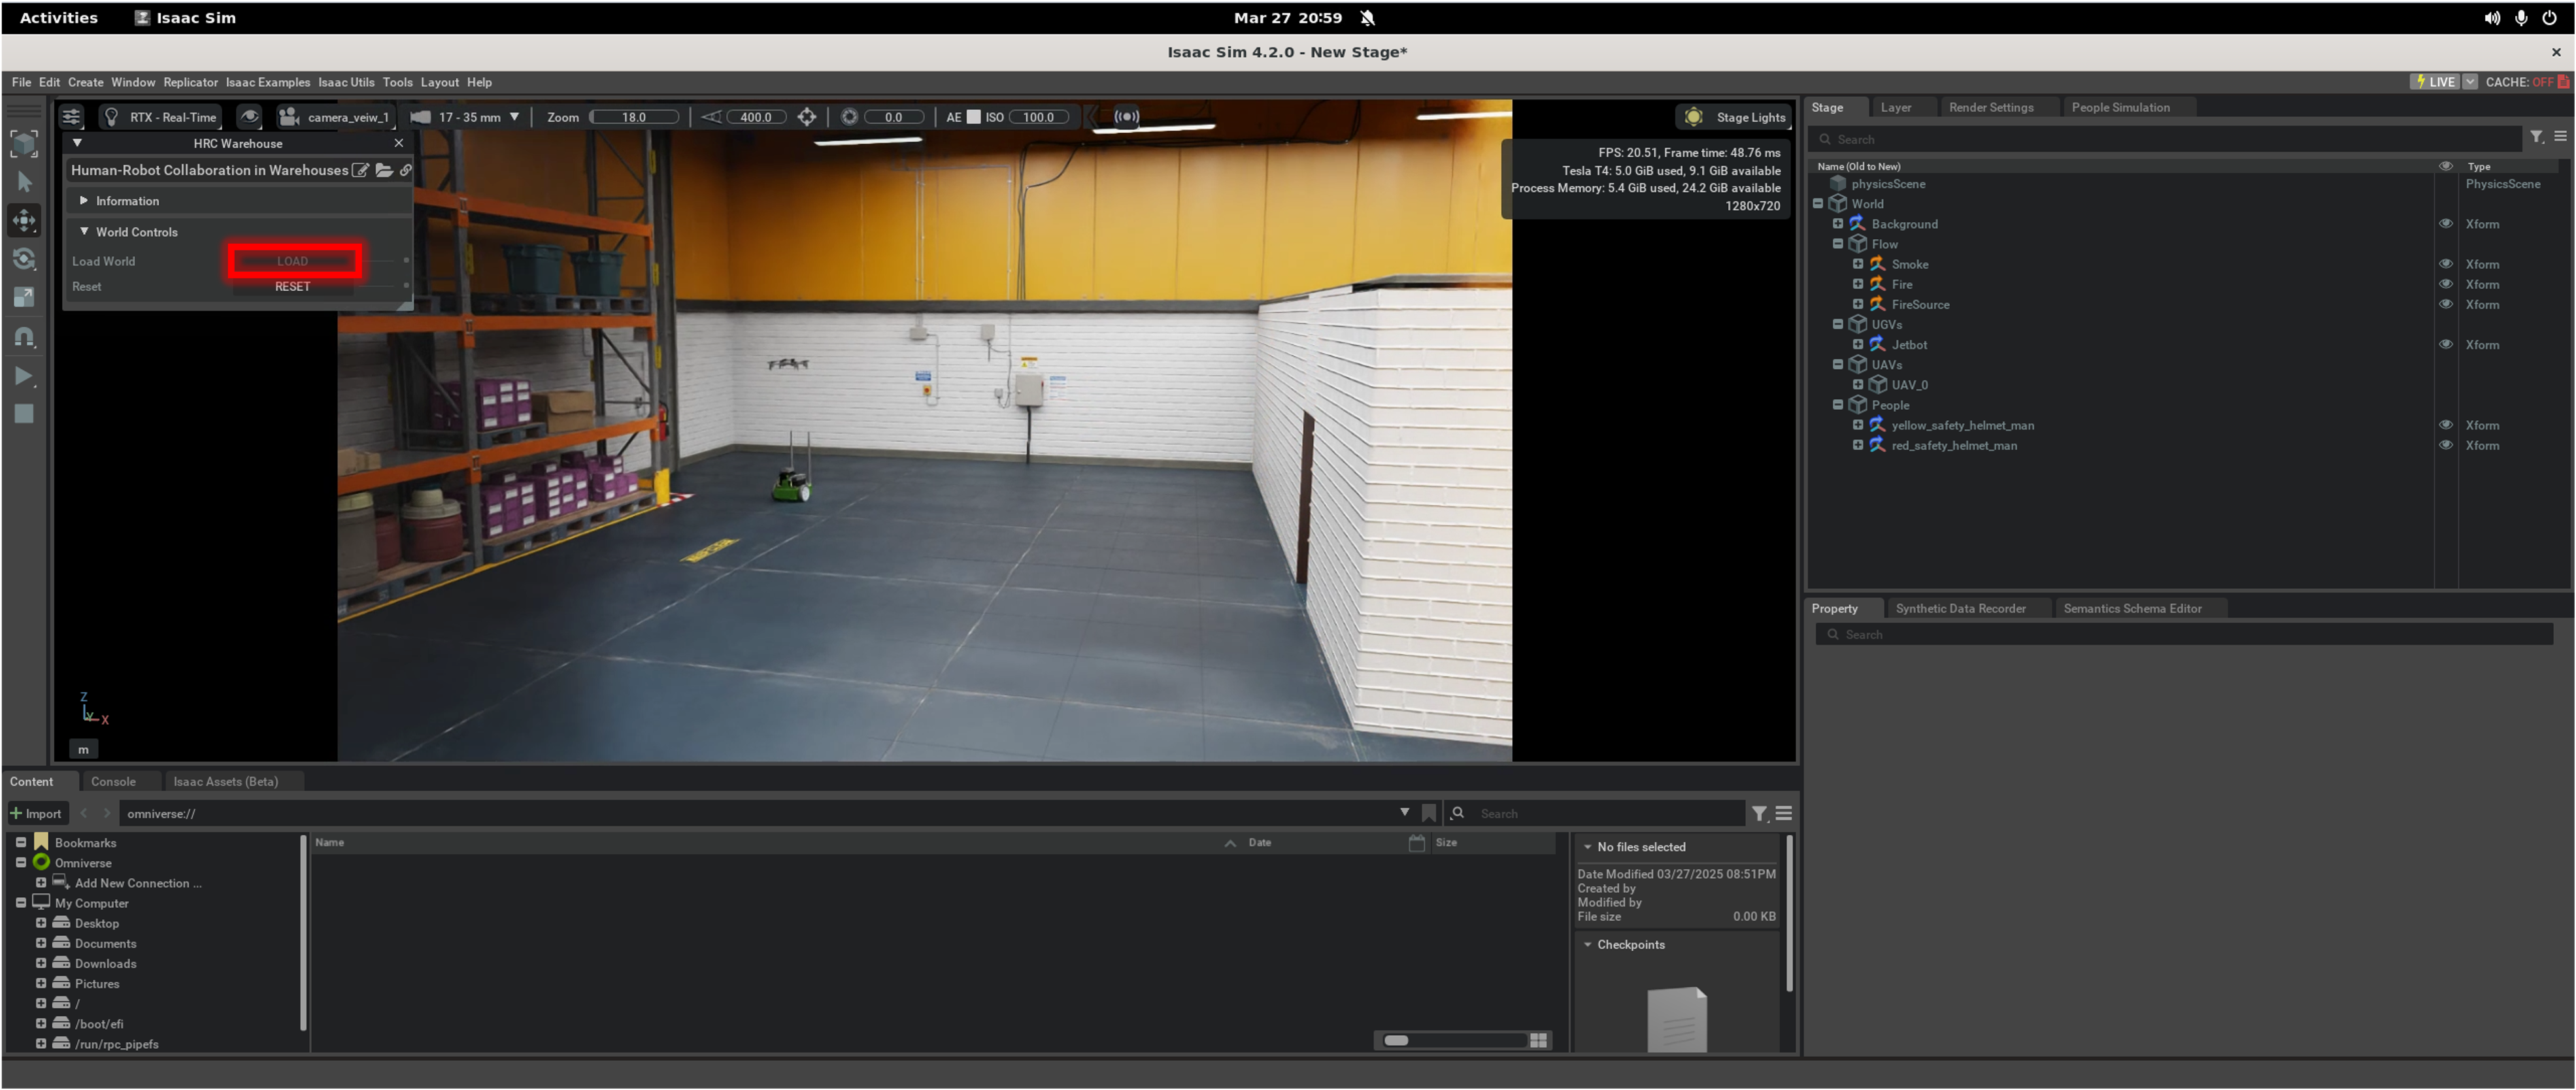 Activities Isaac Sim Mar 27 20:59
Isaac Sim 4.2.0 - New Stage*
File Edit Create Window Replicator Isaac Examples Isaac Utils Tools Layout Help LIVE CACHE: OFF
RTX - Real-Time camera_veiw_1 17 - 35 mm Zoom 18.0 400.0 0.0 AE ISO 100.0 Stage Lights
HRC Warehouse
Human-Robot Collaboration in Warehouses
Information
World Controls
Load World LOAD
Reset RESET
FPS: 20.51, Frame time: 48.76 ms
Tesla T4: 5.0 GiB used, 9.1 GiB available
Process Memory: 5.4 GiB used, 24.2 GiB available
1280x720
Z
Y X
m
Stage Layer Render Settings People Simulation
Search
Name (Old to New) Type
physicsScene PhysicsScene
World
Background Xform
Flow
Smoke Xform
Fire Xform
FireSource Xform
UGVs
Jetbot Xform
UAVs
UAV_0
People
yellow_safety_helmet_man Xform
red_safety_helmet_man Xform
Property Synthetic Data Recorder Semantics Schema Editor
Search
Content Console Isaac Assets (Beta)
Import omniverse:// Search
Bookmarks
Omniverse
Add New Connection ...
My Computer
Desktop
Documents
Downloads
Pictures
/
/boot/efi
/run/rpc_pipefs
Name Date Size
No files selected
Date Modified 03/27/2025 08:51PM
Created by
Modified by
File size 0.00 KB
Checkpoints